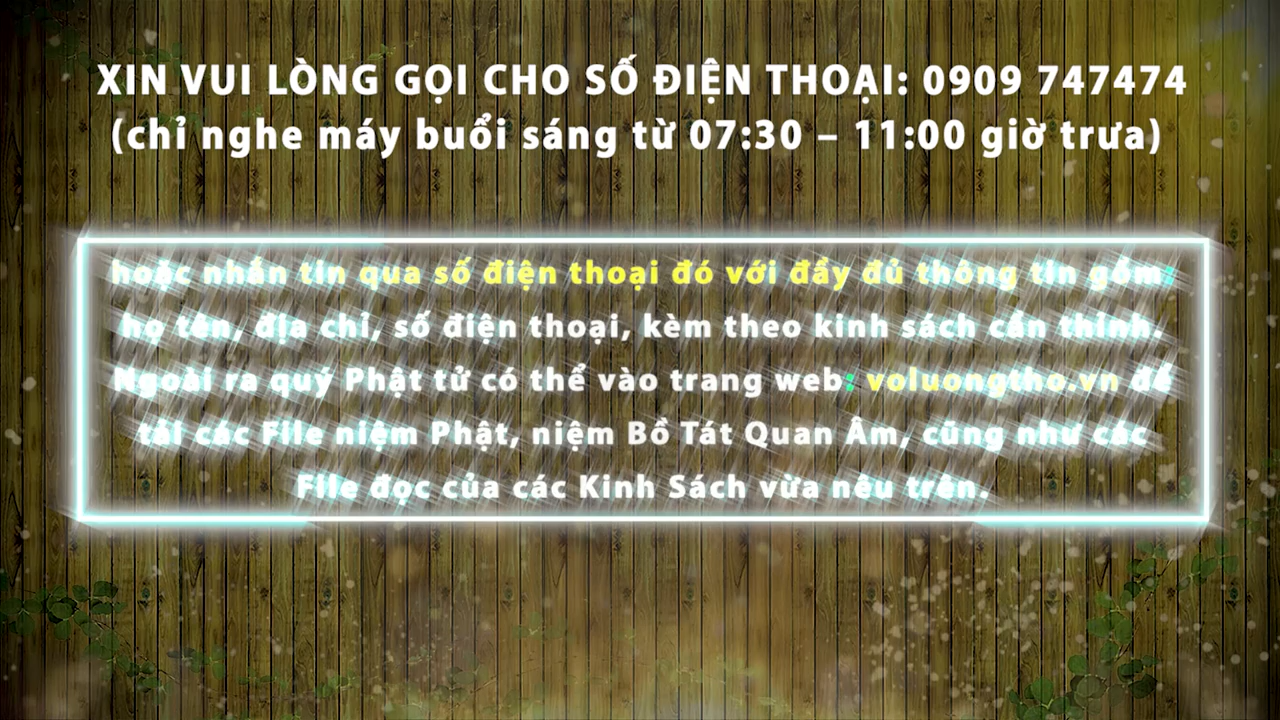 XIN VUI LÒNG GỌI CHO SỐ ĐIỆN THOẠI: 0909 747474
(chỉ nghe máy buổi sáng từ 07:30 – 11:00 giờ trưa)
hoặc nhắn tin qua số điện thoại đó với đầy đủ thông tin gồm:
họ tên, địa chỉ, số điện thoại, kèm theo kinh sách cần thỉnh.
Ngoài ra quý Phật tử có thể vào trang web: voluongtho.vn để
tải các File niệm Phật, niệm Bồ Tát Quan Âm, cũng như các
File đọc của các Kinh Sách vừa nêu trên.